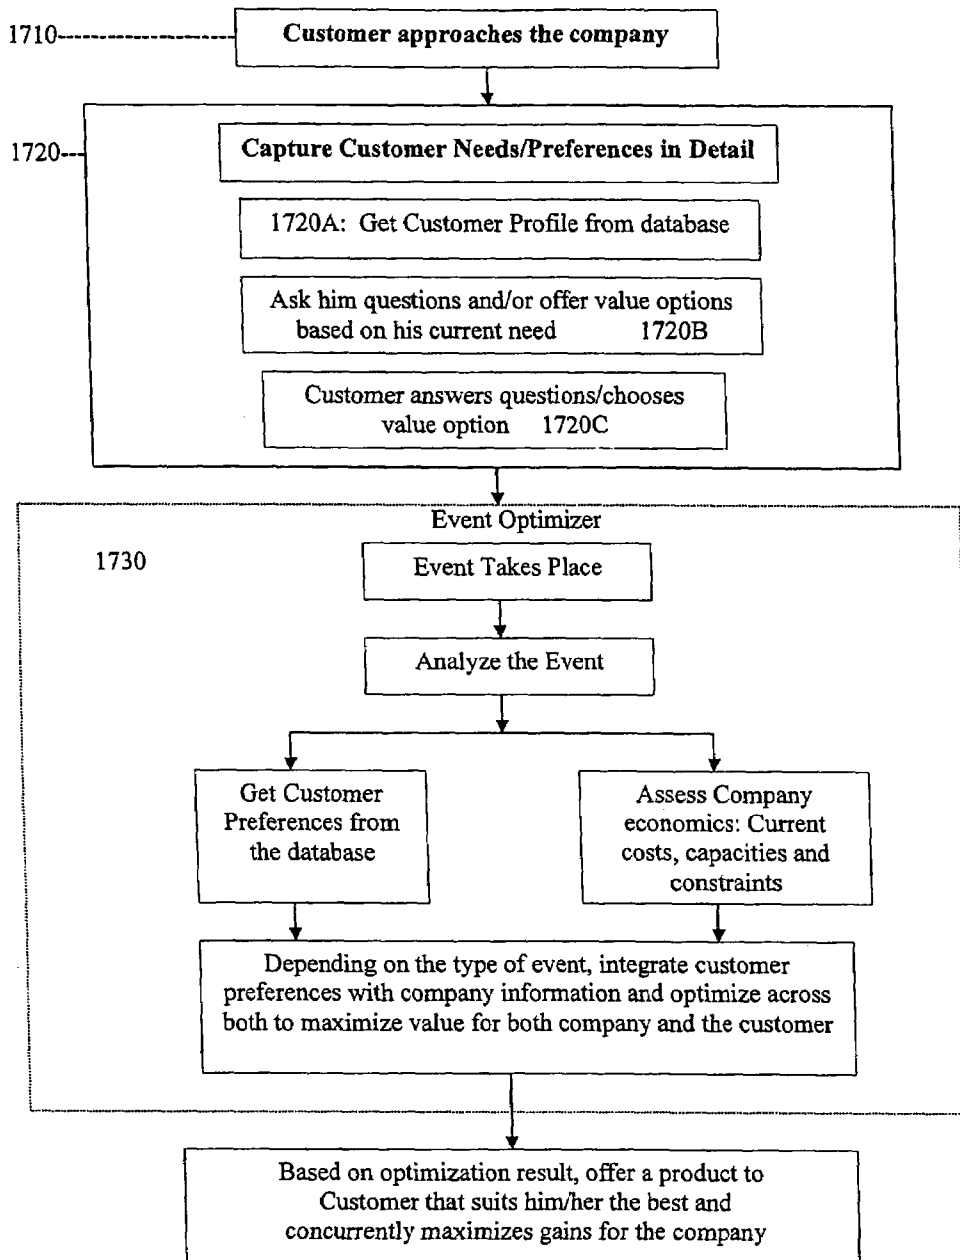 1710
Customer approaches the company
1720
Capture Customer Needs/Preferences in Detail
1720A: Get Customer Profile from database
Ask him questions and/or offer value options
based on his current need 1720B
Customer answers questions/chooses
value option 1720C
Event Optimizer
1730
Event Takes Place
Analyze the Event
Get Customer
Preferences from
the database
Assess Company
economics: Current
costs, capacities and
constraints
Depending on the type of event, integrate customer
preferences with company information and optimize across
both to maximize value for both company and the customer
Based on optimization result, offer a product to
Customer that suits him/her the best and
concurrently maximizes gains for the company